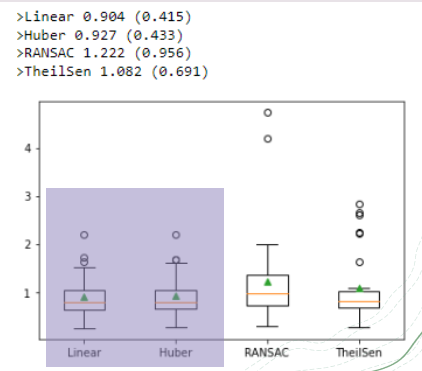 >Linear 0.904 (0.415)
>Huber 0.927 (0.433)
>RANSAC 1.222 (0.956)
>TheilSen 1.082 (0.691)
4
3
2
1
Linear Huber RANSAC TheilSen